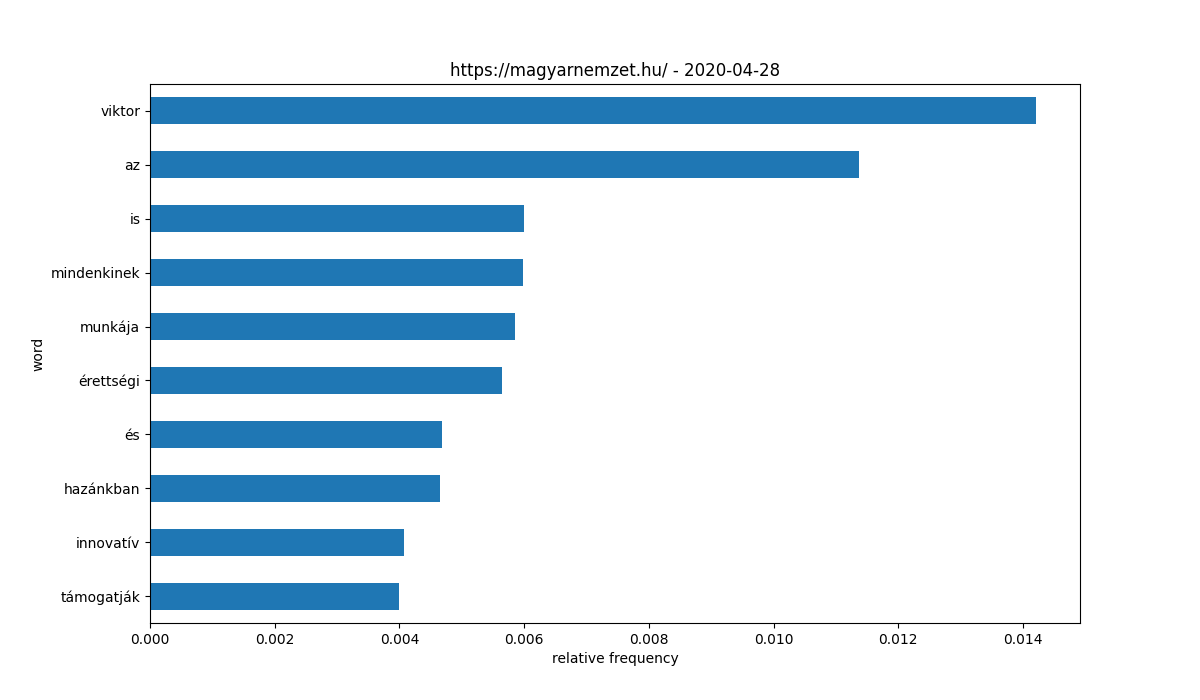 https://magyarnemzet.hu/ - 2020-04-28
viktor
az
is
mindenkinek
munkája
érettségi
és
hazánkban
innovatív
támogatják
word
0.000 0.002 0.004 0.006 0.008 0.010 0.012 0.014
relative frequency